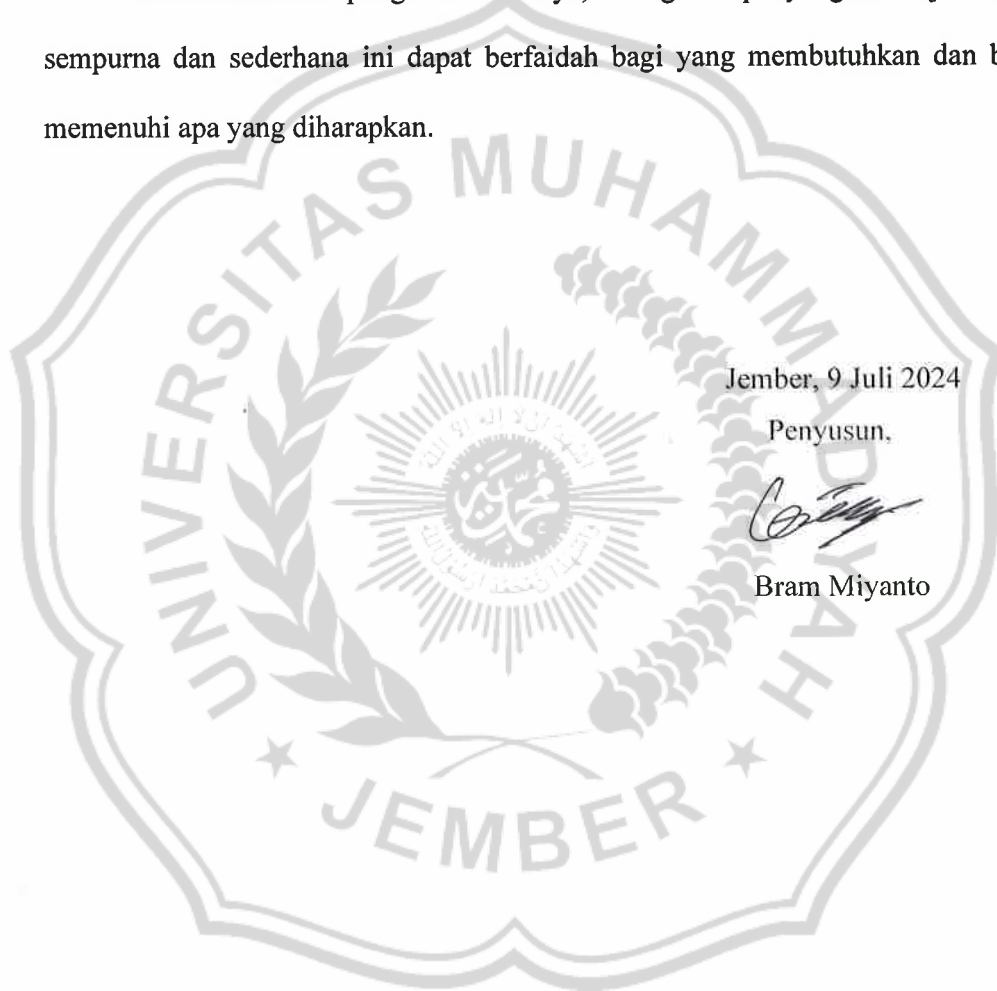 sempurna dan sederhana ini dapat berfaidah bagi yang membutuhkan dan
memenuhi apa yang diharapkan.
UNIVERSITAS MUHAMMADIYAH
JEMBER
Jember, 9 Juli 2024
Penyusun,
Bram Miyanto